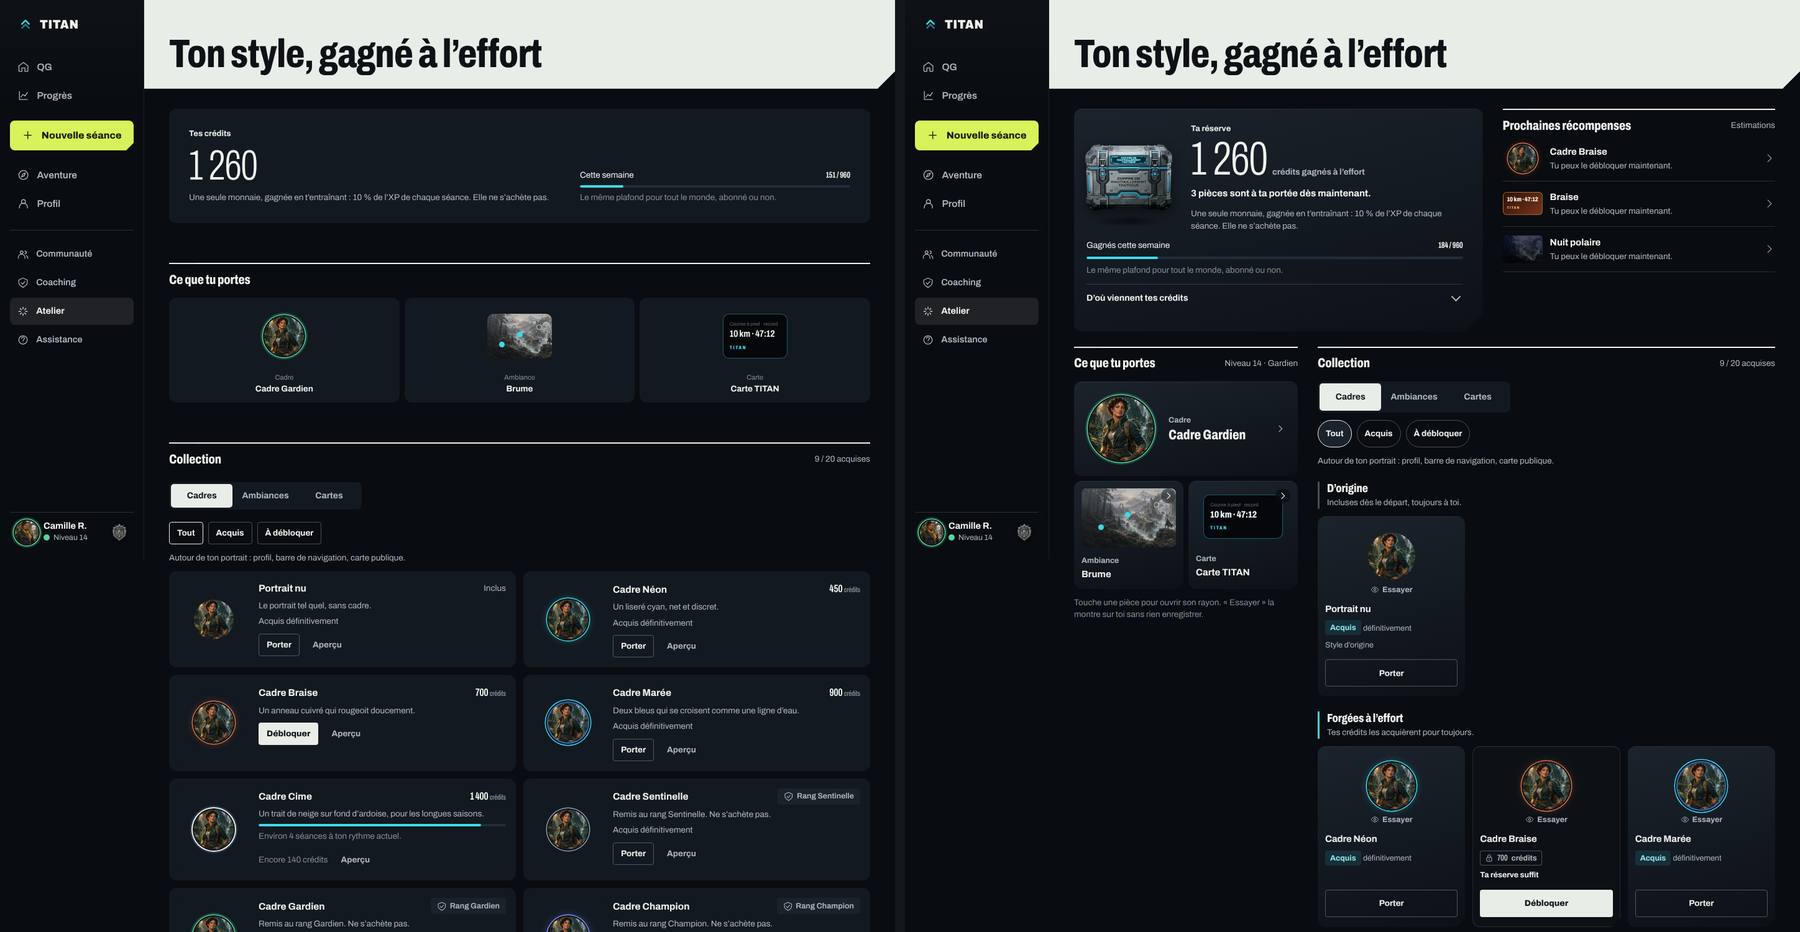 TITAN
QG
Progrès
Nouvelle séance
Aventure
Profil
Communauté
Coaching
Atelier
Assistance
Camille R.
Niveau 14
Ton style, gagné à l'effort
Tes crédits
1 260
Une seule monnaie, gagnée en t'entraînant : 10 % de l'XP de chaque séance. Elle ne s'achète pas.
Cette semaine 151 / 960
Le même plafond pour tout le monde, abonné ou non.
Ce que tu portes
Cadre
Cadre Gardien
Ambiance
Brume
Course à pied · record
10 km · 47:12
TITAN
Carte
Carte TITAN
Collection 9 / 20 acquises
Cadres Ambiances Cartes
Tout Acquis À débloquer
Autour de ton portrait : profil, barre de navigation, carte publique.
Portrait nu Inclus
Le portrait tel quel, sans cadre.
Acquis définitivement
Porter Aperçu
Cadre Néon 450 crédits
Un liseré cyan, net et discret.
Acquis définitivement
Porter Aperçu
Cadre Braise 700 crédits
Un anneau cuivré qui rougeoit doucement.
Débloquer Aperçu
Cadre Marée 900 crédits
Deux bleus qui se croisent comme une ligne d'eau.
Acquis définitivement
Porter Aperçu
Cadre Cime 1 400 crédits
Un trait de neige sur fond d'ardoise, pour les longues saisons.
Environ 4 séances à ton rythme actuel.
Encore 140 crédits Aperçu
Cadre Sentinelle Rang Sentinelle
Remis au rang Sentinelle. Ne s'achète pas.
Acquis définitivement
Porter Aperçu
Cadre Gardien Rang Gardien
Remis au rang Gardien. Ne s'achète pas.
Cadre Champion Rang Champion
Remis au rang Champion. Ne s'achète pas.
TITAN
QG
Progrès
Nouvelle séance
Aventure
Profil
Communauté
Coaching
Atelier
Assistance
Camille R.
Niveau 14
Ton style, gagné à l'effort
Ta réserve
1 260 crédits gagnés à l'effort
3 pièces sont à ta portée dès maintenant.
Une seule monnaie, gagnée en t'entraînant : 10 % de l'XP de chaque
séance. Elle ne s'achète pas.
Gagnés cette semaine 184 / 960
Le même plafond pour tout le monde, abonné ou non.
D'où viennent tes crédits
Prochaines récompenses Estimations
Cadre Braise
Tu peux le débloquer maintenant.
10 km · 47:12
TITAN
Braise
Tu peux le débloquer maintenant.
Nuit polaire
Tu peux le débloquer maintenant.
Ce que tu portes Niveau 14 · Gardien
Cadre
Cadre Gardien
Ambiance
Brume
Course à pied · record
10 km · 47:12
TITAN
Carte
Carte TITAN
Touche une pièce pour ouvrir son rayon. « Essayer » la
montre sur toi sans rien enregistrer.
Collection 9 / 20 acquises
Cadres Ambiances Cartes
Tout Acquis À débloquer
Autour de ton portrait : profil, barre de navigation, carte publique.
D'origine
Incluses dès le départ, toujours à toi.
Essayer
Portrait nu
Acquis définitivement
Style d'origine
Porter
Forgées à l'effort
Tes crédits les acquièrent pour toujours.
Essayer
Cadre Néon
Acquis définitivement
Porter
Essayer
Cadre Braise
700 crédits
Ta réserve suffit
Débloquer
Essayer
Cadre Marée
Acquis définitivement
Porter